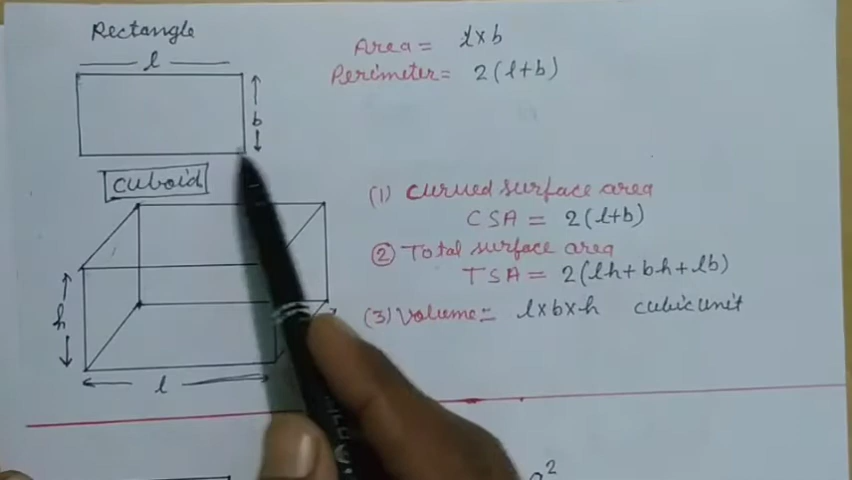 Rectangle
l
b
Area = l×b
Perimeter = 2(l+b)
cuboid
h
l
(1) Curved surface area
CSA = 2(l+b)
② Total surface area
TSA = 2(lh+bh+lb)
(3) Volume = l×b×h cubic unit
a²